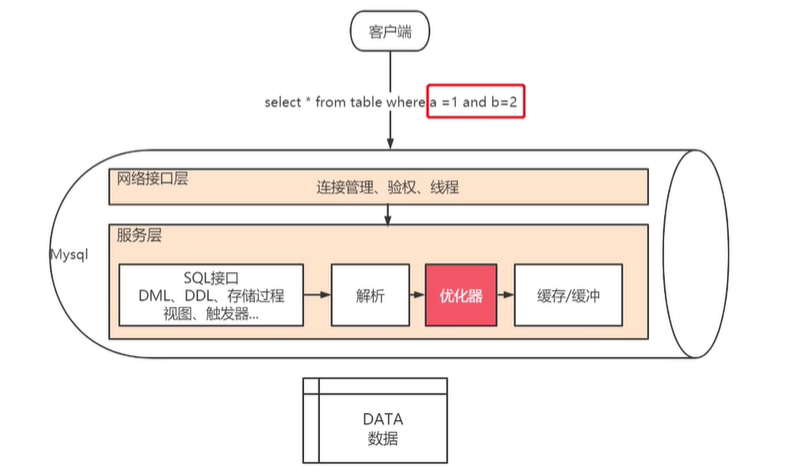 客户端
select * from table where a =1 and b=2
网络接口层
连接管理、验权、线程
服务层
Mysql
SQL接口
DML、DDL、存储过程
视图、触发器...
解析
优化器
缓存/缓冲
DATA
数据